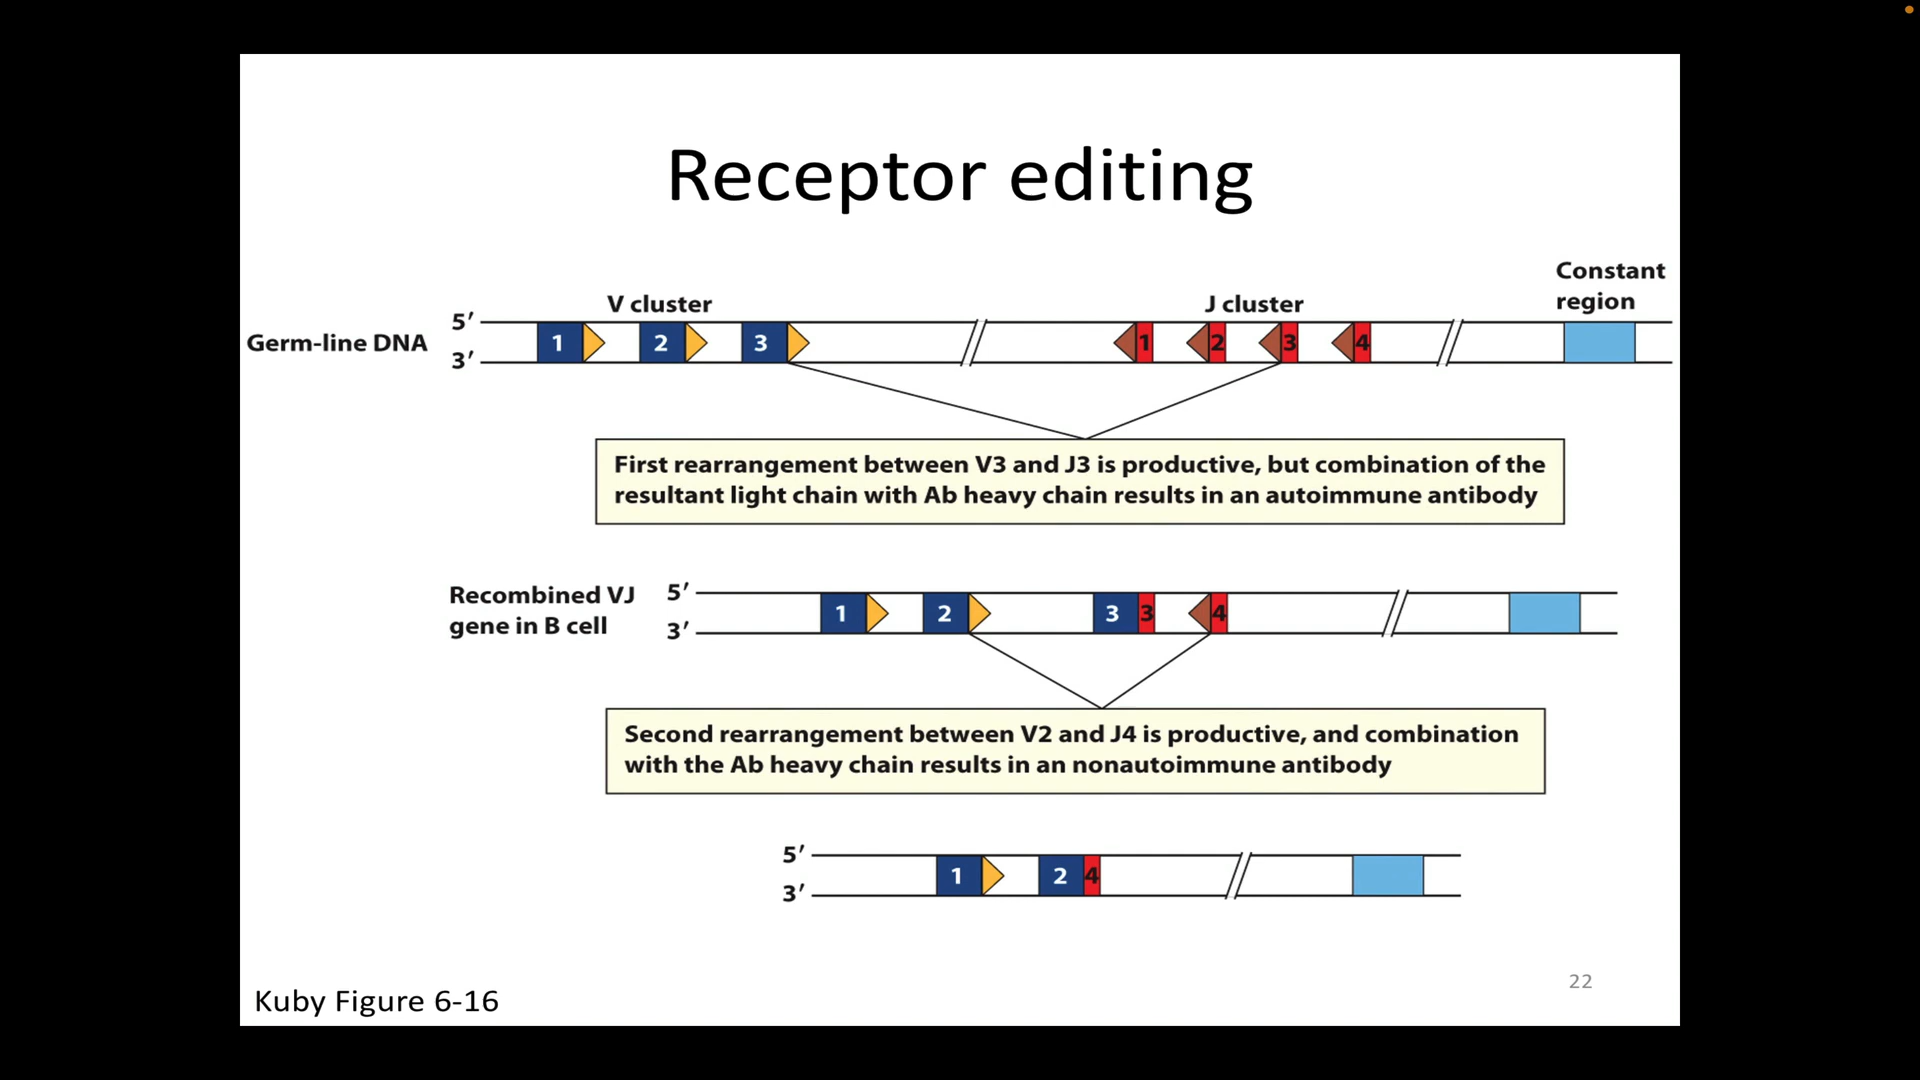 Receptor editing
Constant
region
V cluster
J cluster
Germ-line DNA
5′
3′
1 2 3 1 2 3 4
First rearrangement between V3 and J3 is productive, but combination of the
resultant light chain with Ab heavy chain results in an autoimmune antibody
Recombined VJ
gene in B cell
5′
3′
1 2 3 3 4
Second rearrangement between V2 and J4 is productive, and combination
with the Ab heavy chain results in an nonautoimmune antibody
5′
3′
1 2 4
22
Kuby Figure 6-16